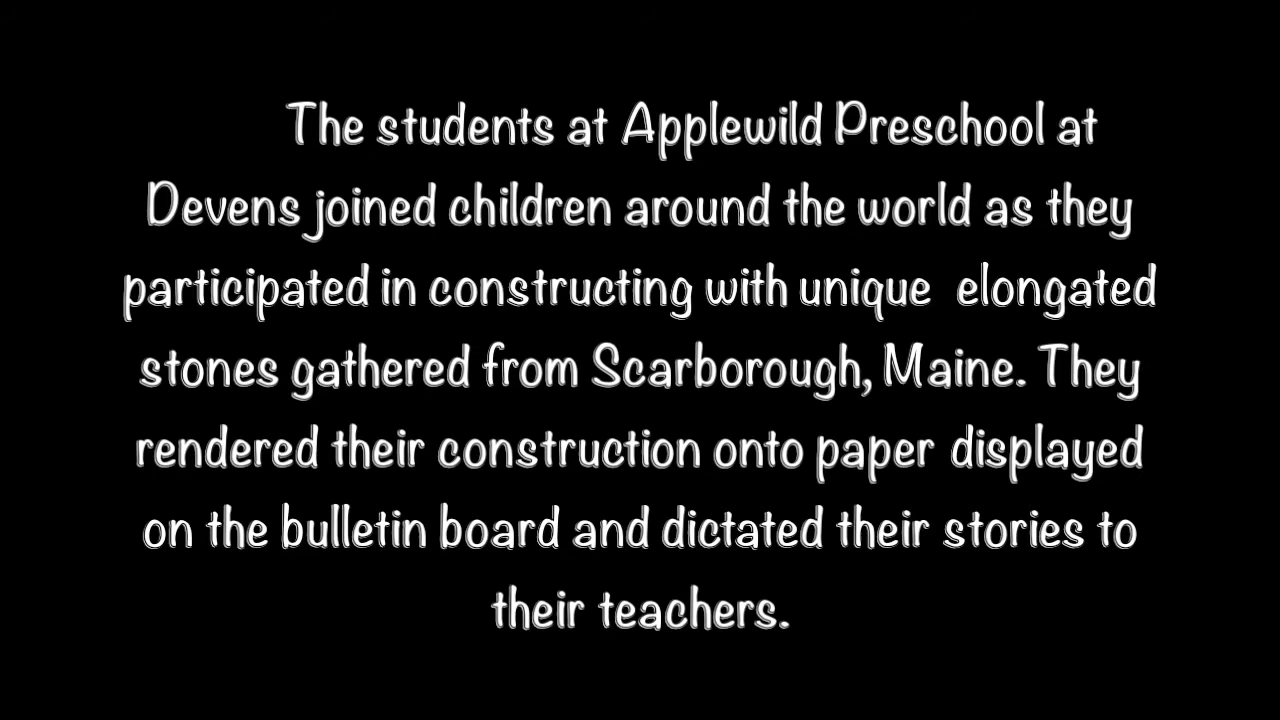 The students at Applewild Preschool at
Devens joined children around the world as they
participated in constructing with unique elongated
stones gathered from Scarborough, Maine. They
rendered their construction onto paper displayed
on the bulletin board and dictated their stories to
their teachers.